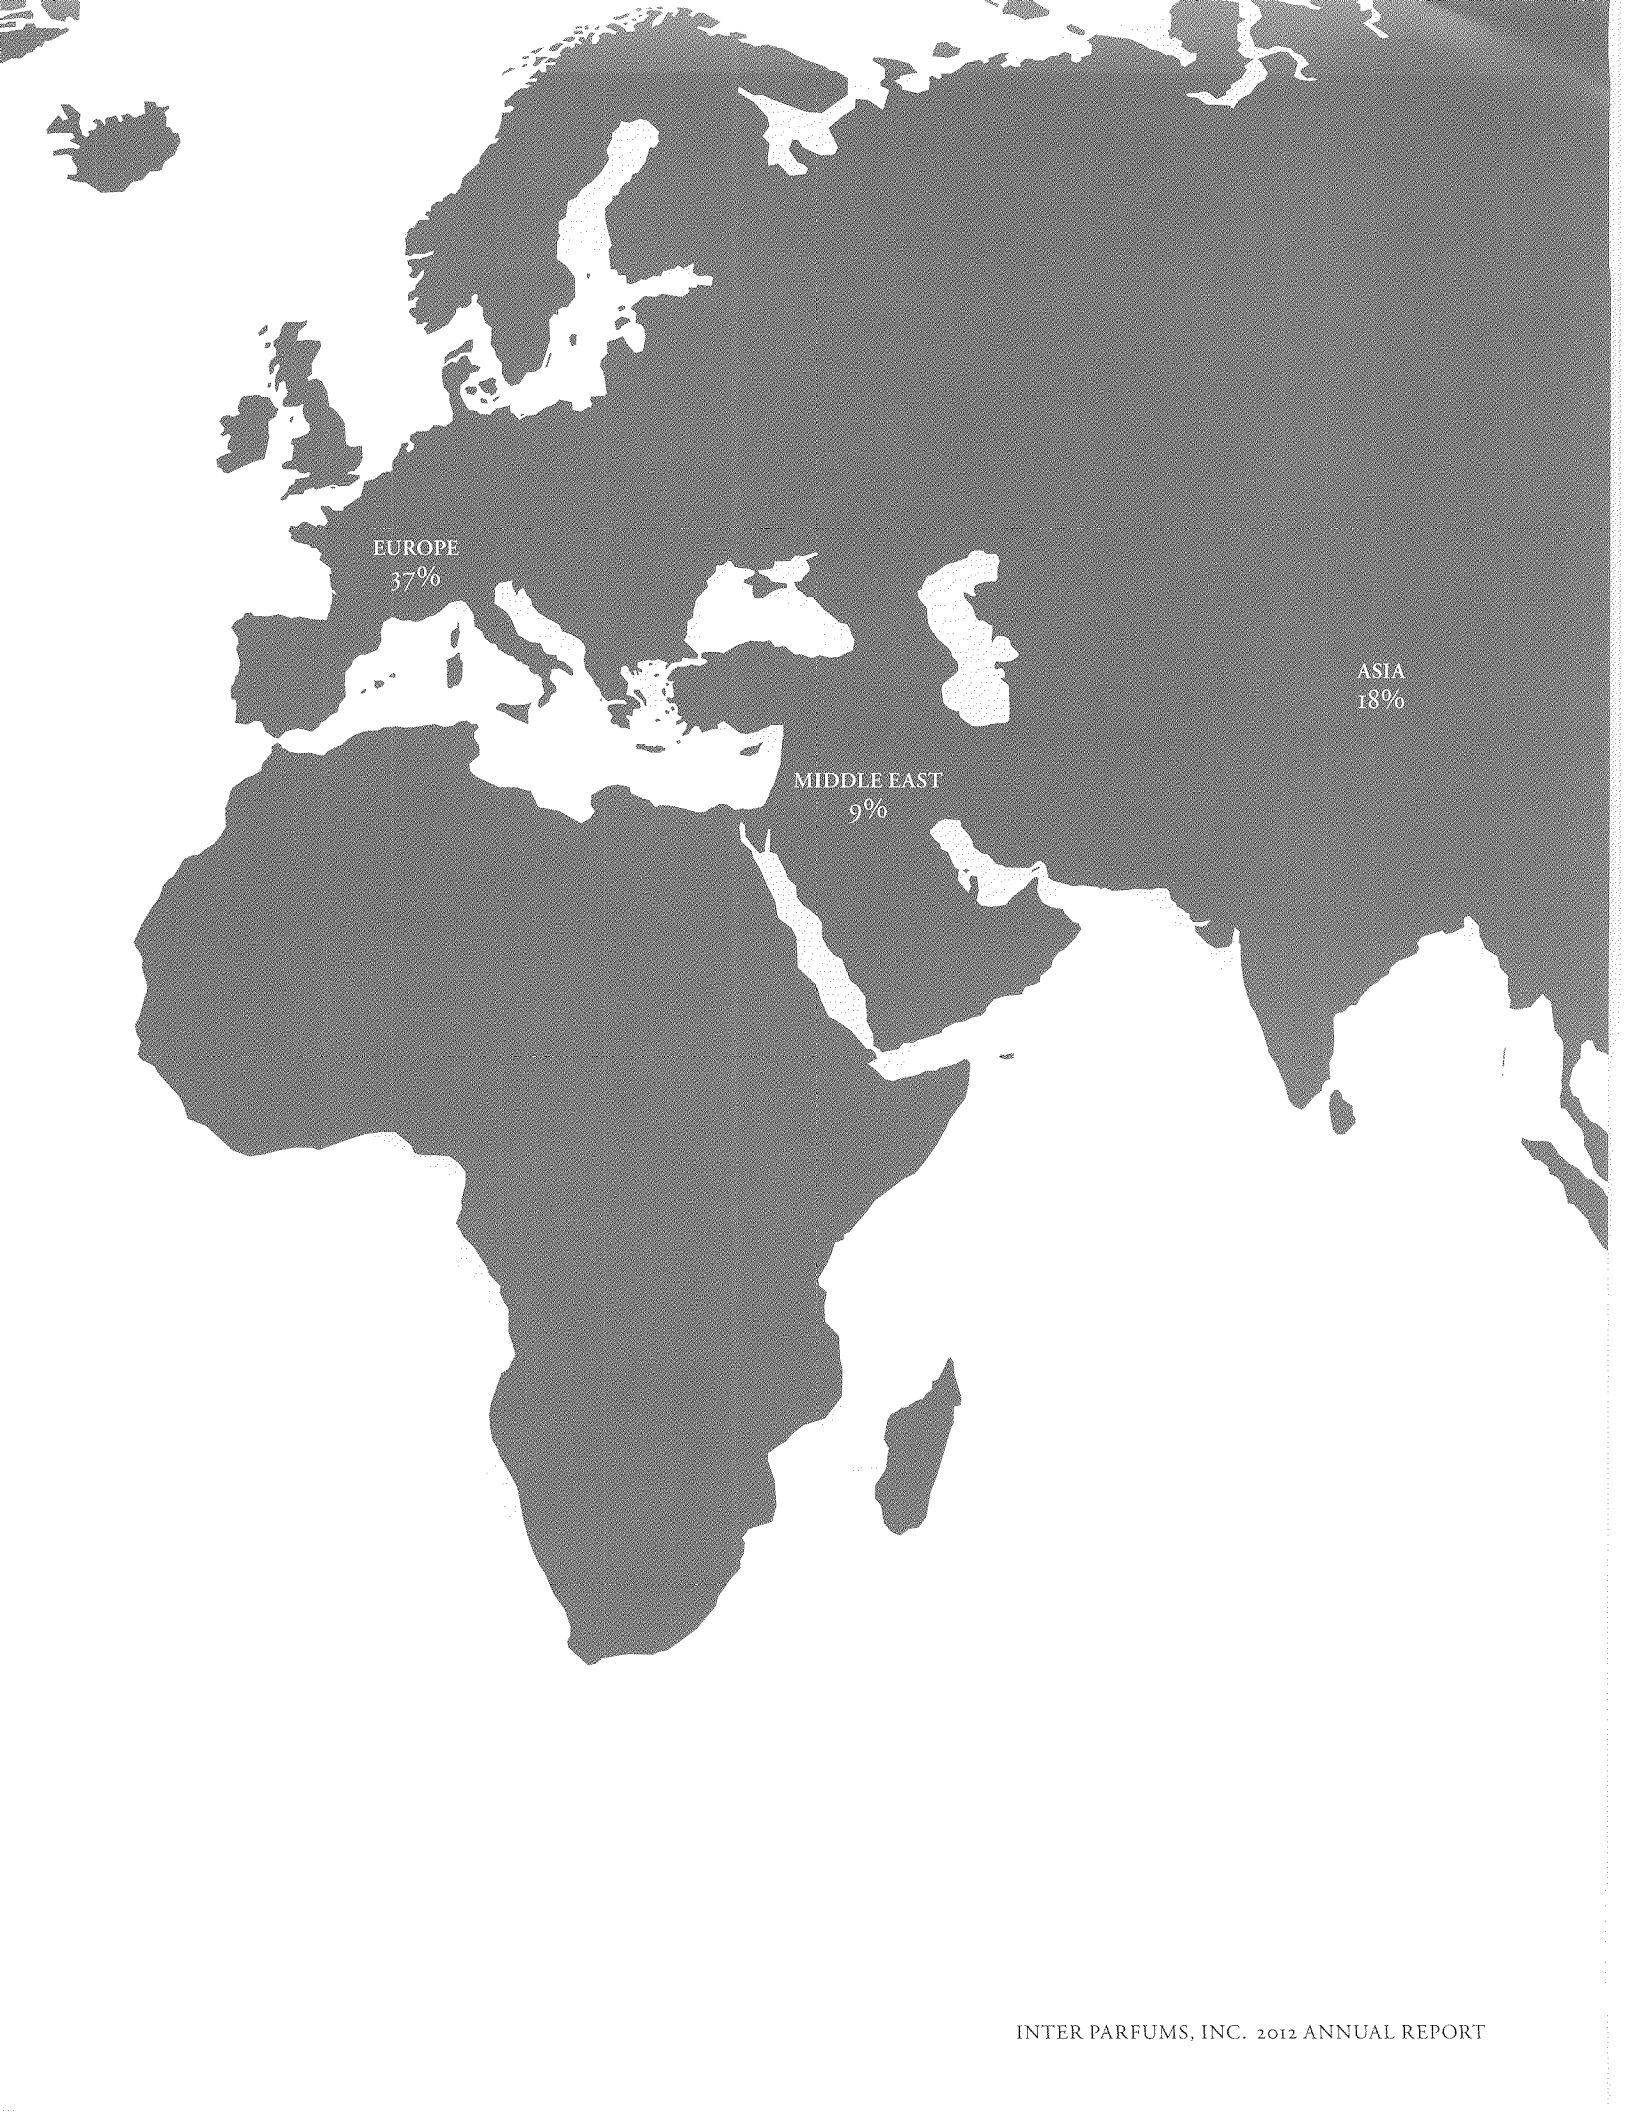 EUROPE
37%
ASIA
18%
MIDDLE EAST
9%
INTER PARFUMS, INC. 2012 ANNUAL REPORT